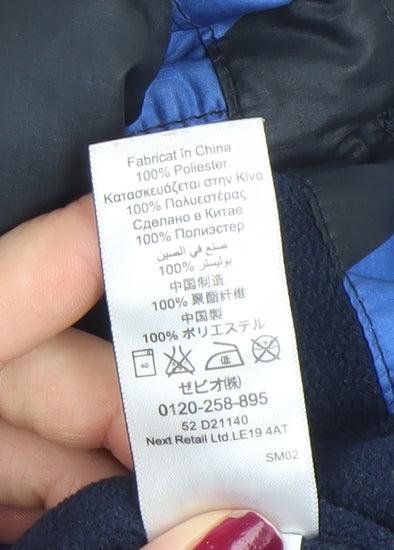 Fabricat în China
100% Poliester
Κατασκευάζεται στην Κίνα
100% Πολυεστέρας
Сделано в Китае
100% Полиэстер
صنع في الصين
100% بوليستر
中国制造
100% 聚酯纤维
中国製
100% ポリエステル
40 低
ゼビオ(株)
0120-258-895
52 D21140
Next Retail Ltd.LE19 4AT
SM02